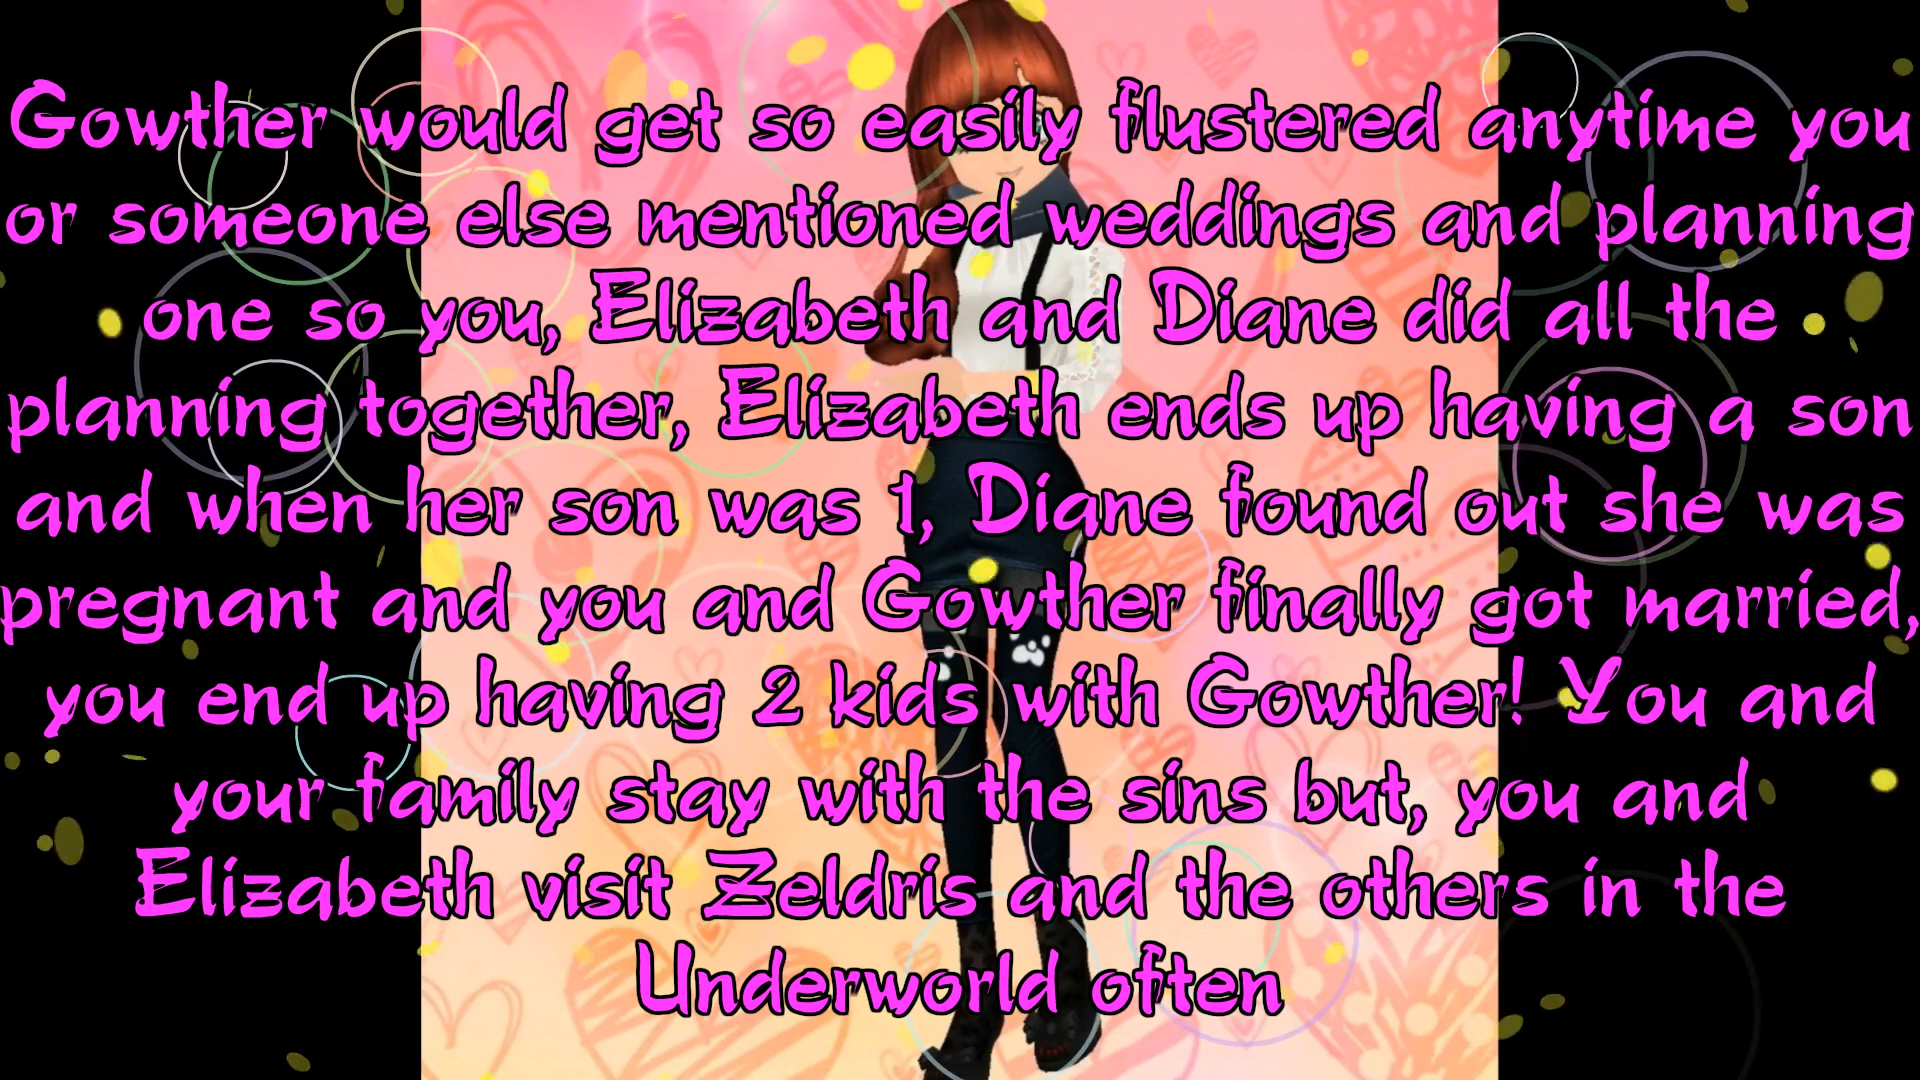 Gowther would get so easily flustered anytime you
or someone else mentioned weddings and planning
one so you, Elizabeth and Diane did all the
planning together, Elizabeth ends up having a son
and when her son was 1, Diane found out she was
pregnant and you and Gowther finally got married,
you end up having 2 kids with Gowther! You and
your family stay with the sins but, you and
Elizabeth visit Zeldris and the others in the
Underworld often